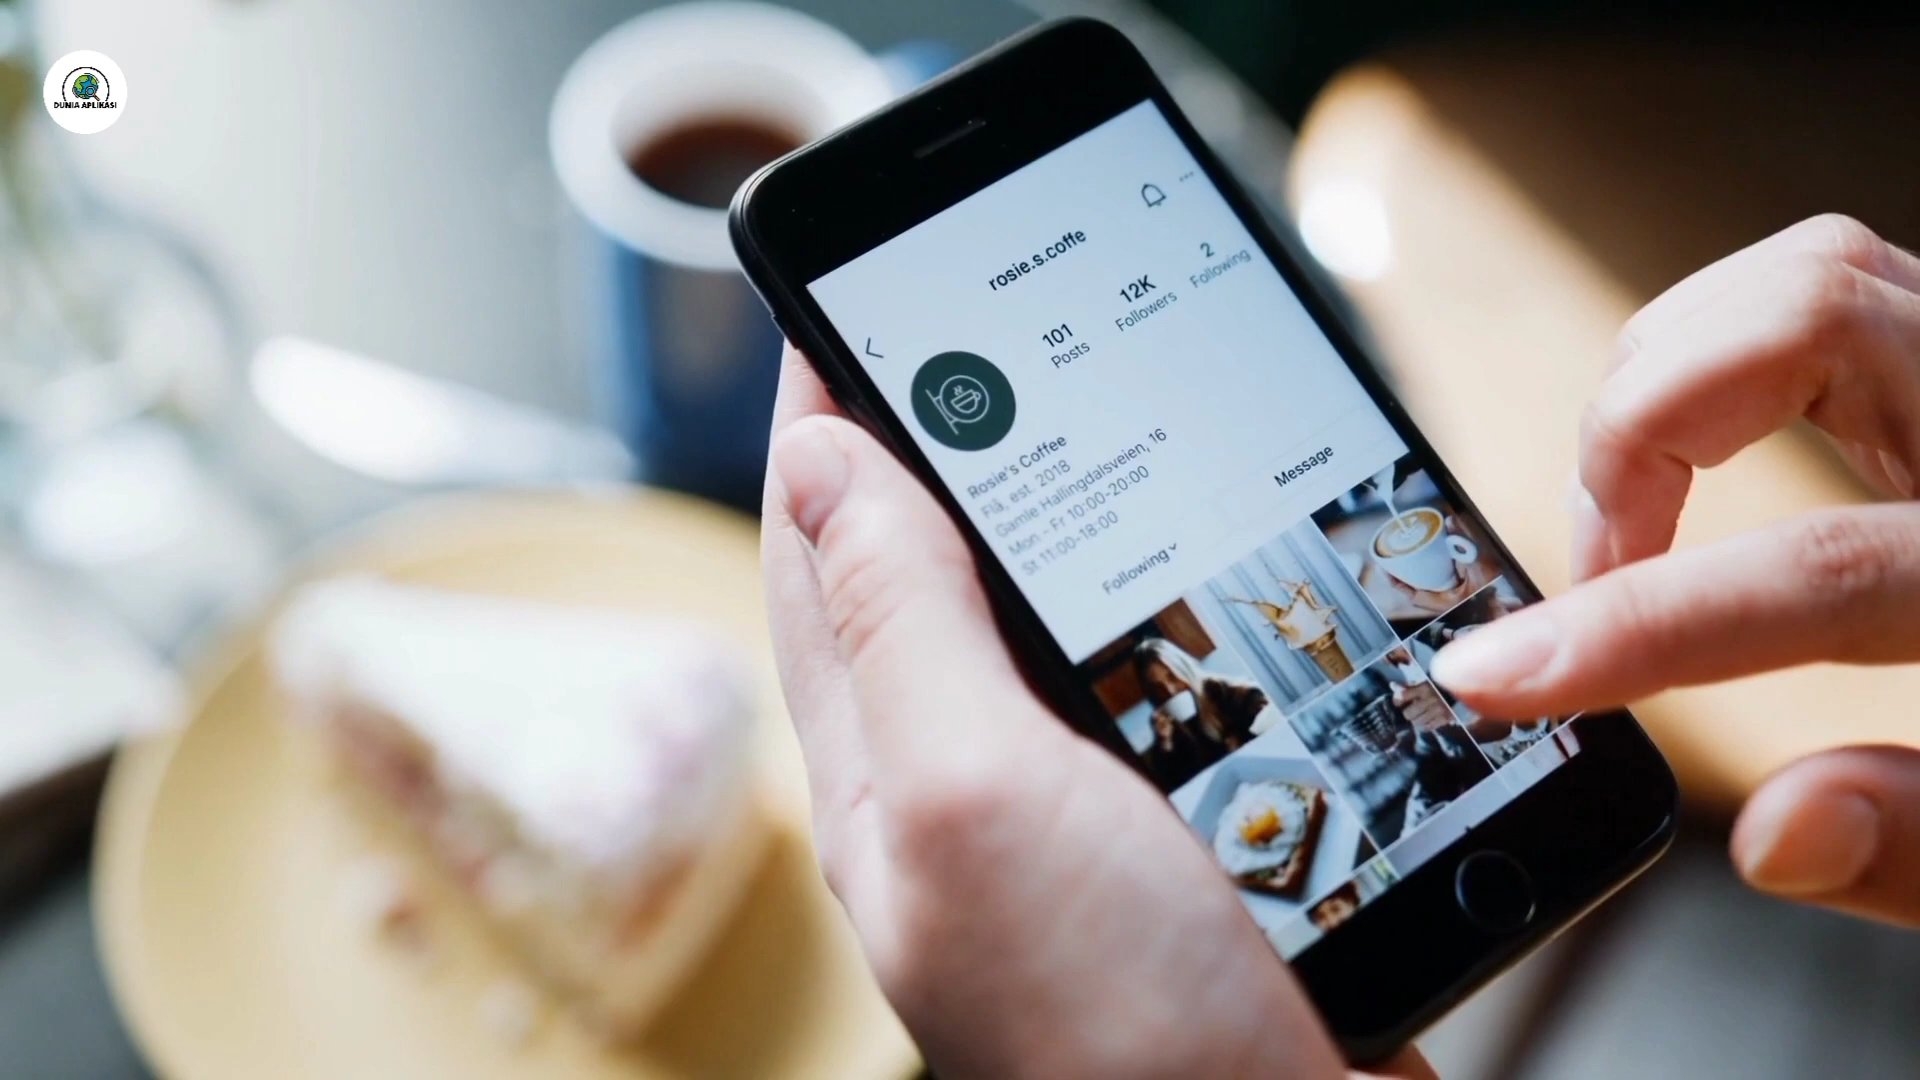 DUNIA APLIKASI
rosie.s.coffe
101
Posts
12K
Followers
2
Following
Rosie's Coffee
Flå, est. 2018
Gamle Hallingdalsveien, 16
Mon - Fr 10:00-20:00
St 11:00-18:00
Following
Message